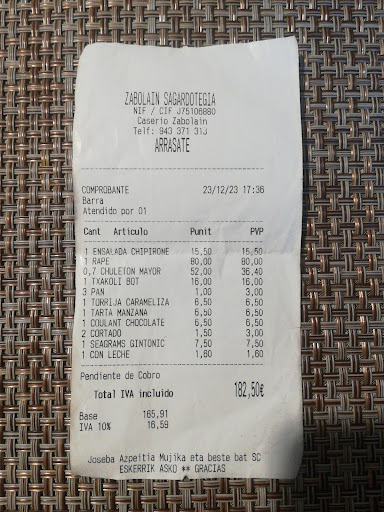 ZABOLAIN SAGARDOTEGIA
NIF / CIF J75106880
Caserio Zabolain
Telf: 943 371 313
ARRASATE
COMPROBANTE 23/12/23 17:36
Barra
Atendido por 01
Cant Articulo Punit PVP
1 ENSALADA CHIPIRONE 15,50 15,50
1 RAPE 80,00 80,00
0,7 CHULETON MAYOR 52,00 36,40
1 TXAKOLI BOT 16,00 16,00
3 PAN 1,00 3,00
1 TORRIJA CARAMELIZA 6,50 6,50
1 TARTA MANZANA 6,50 6,50
1 COULANT CHOCOLATE 6,50 6,50
2 CORTADO 1,50 3,00
1 SEAGRAMS GINTONIC 7,50 7,50
1 CON LECHE 1,60 1,60
Pendiente de Cobro
Total IVA incluido 182,50€
Base 165,91
IVA 10% 16,59
Joseba Azpeitia Mujika eta beste bat SC
ESKERRIK ASKO ** GRACIAS